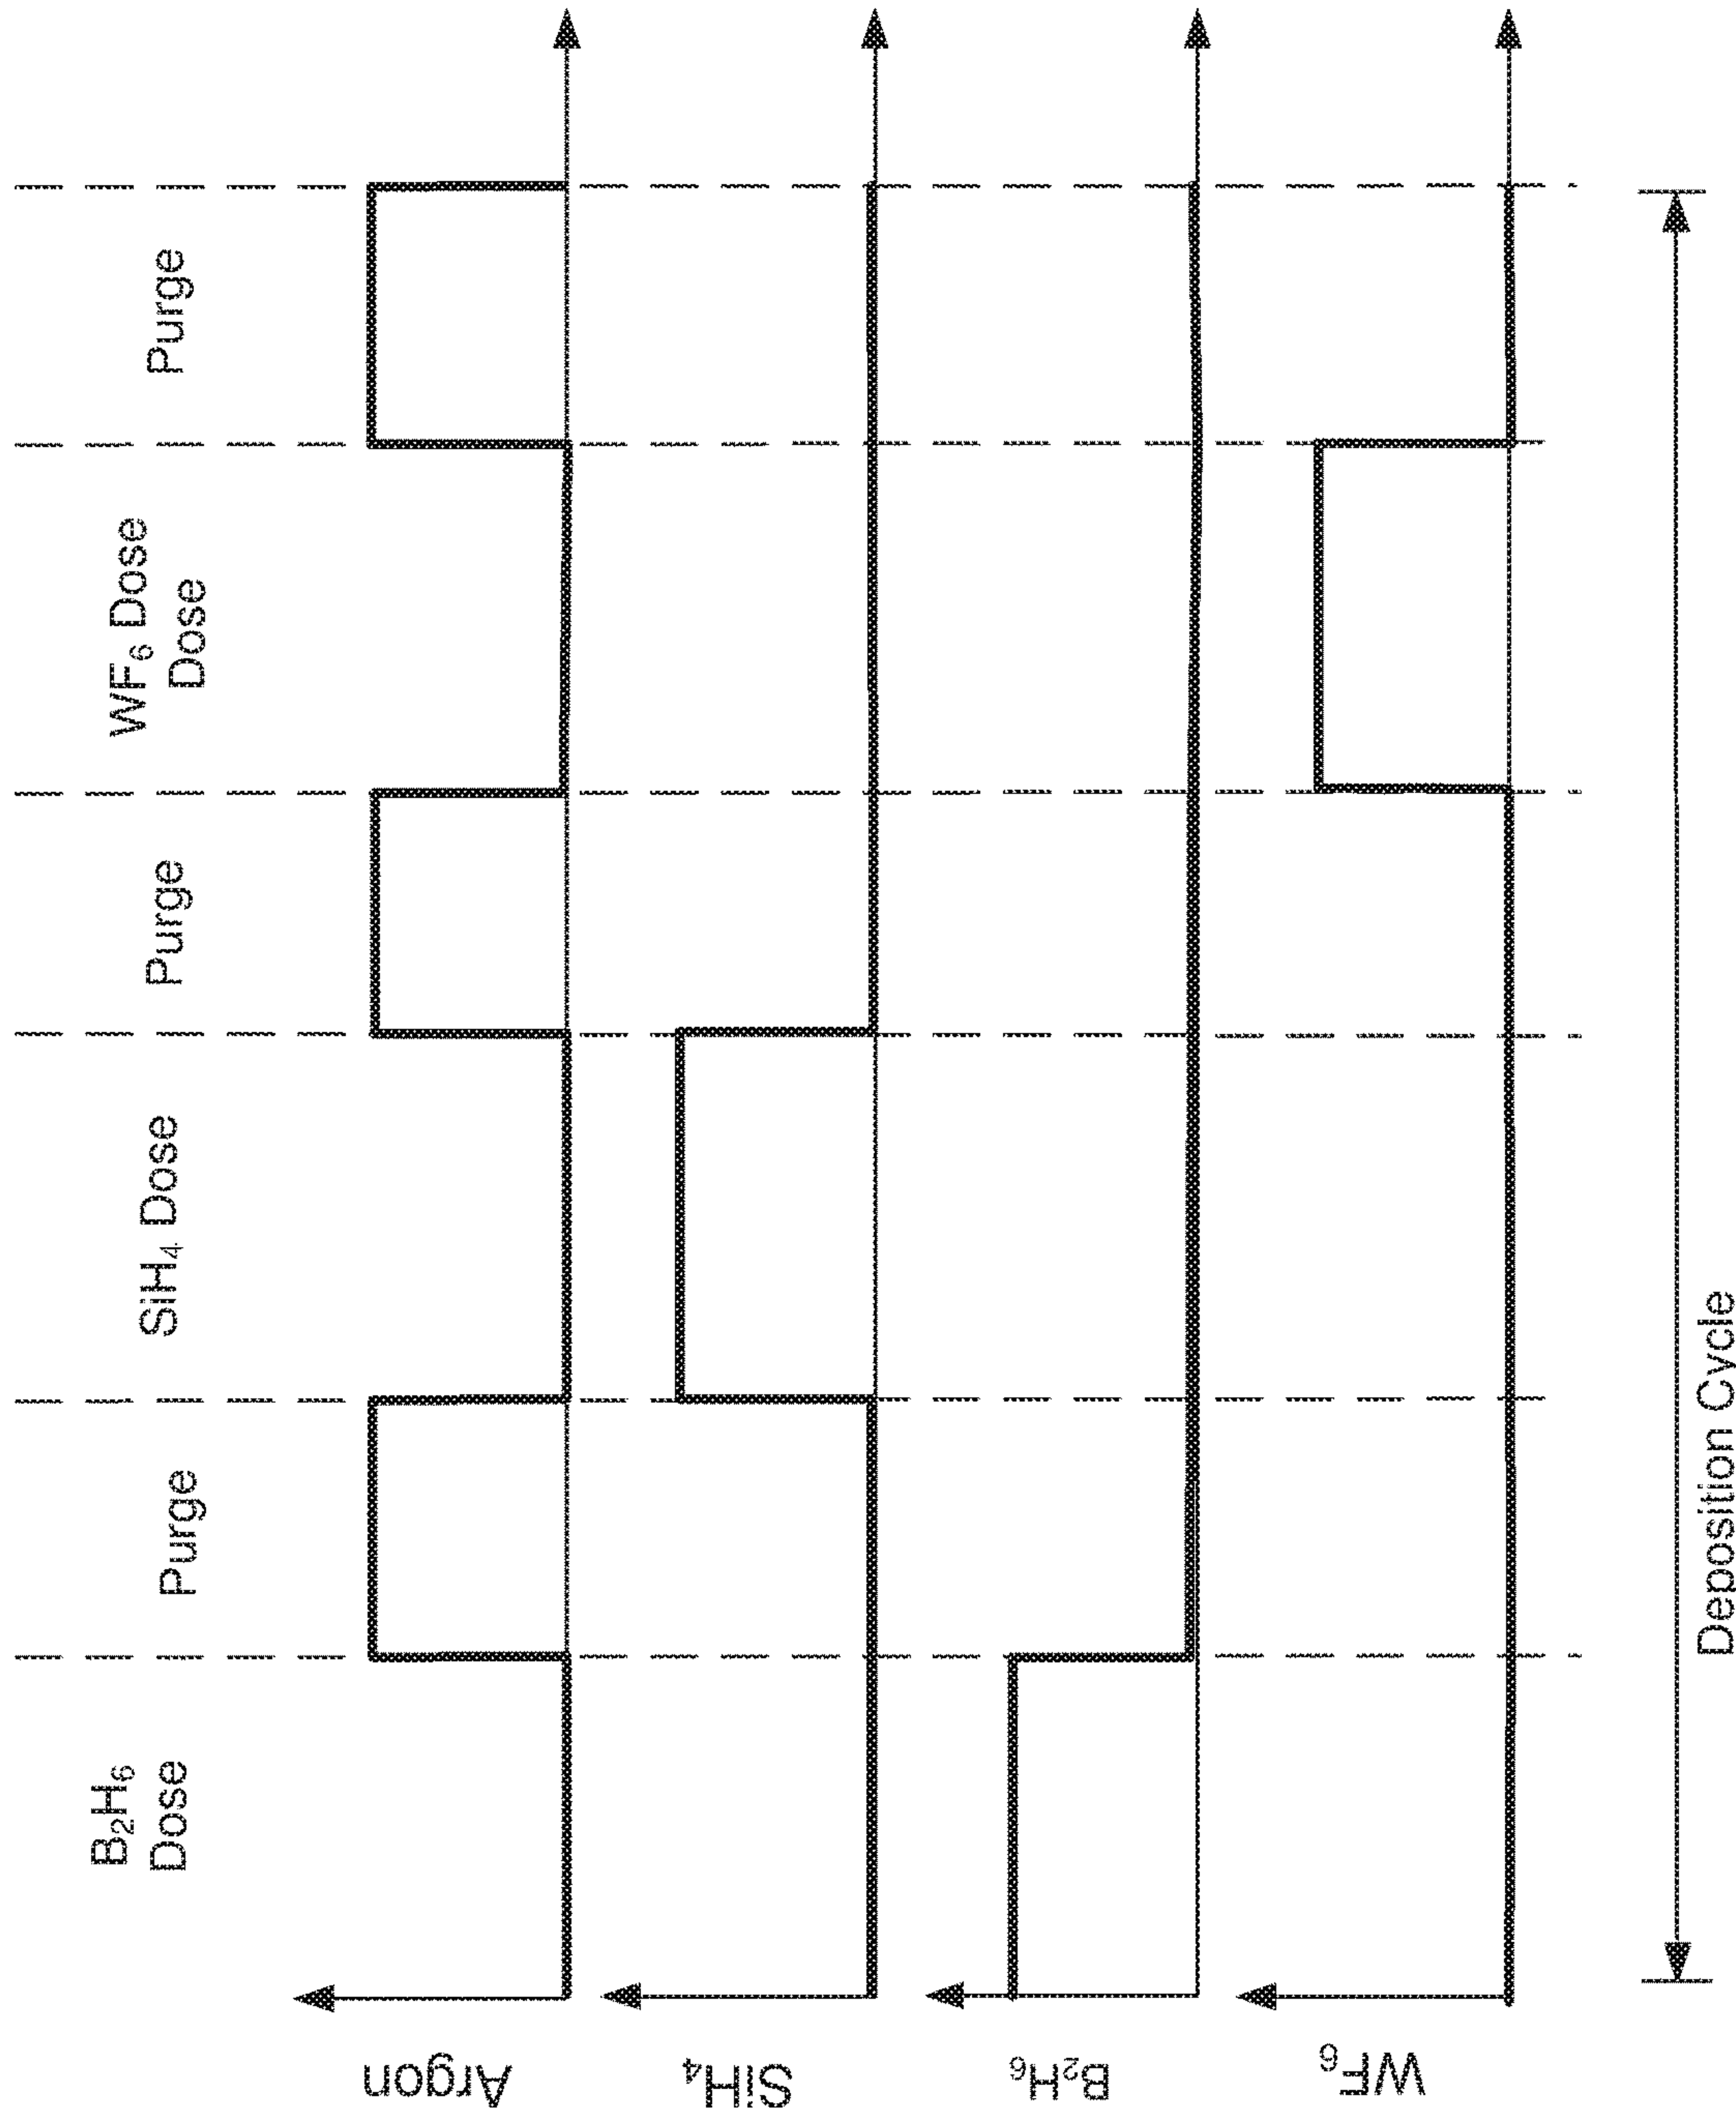 B₂H₆
Dose
Purge
SiH₄ Dose
Purge
WF₆ Dose
Dose
Purge
Argon
SiH₄
B₂H₆
WF₆
Deposition Cycle